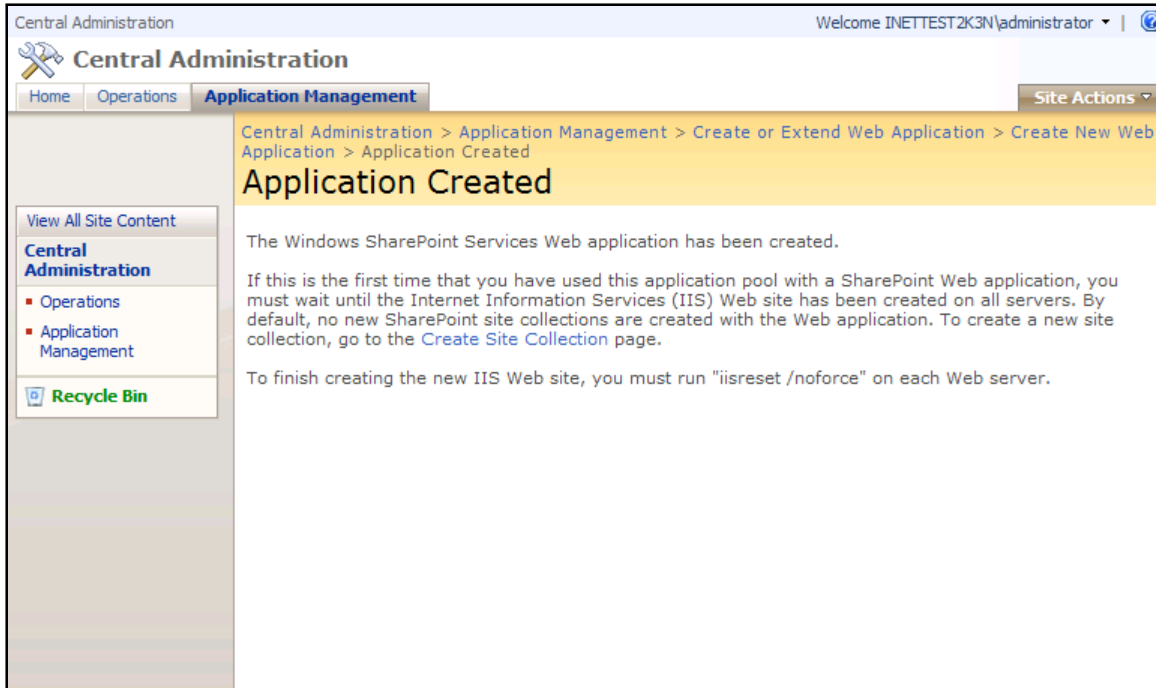 Central Administration
Welcome INETTEST2K3N\administrator |
Central Administration
Home Operations Application Management
Site Actions
Central Administration > Application Management > Create or Extend Web Application > Create New Web
Application > Application Created
Application Created
View All Site Content
Central
Administration
Operations
Application
Management
Recycle Bin
The Windows SharePoint Services Web application has been created.
If this is the first time that you have used this application pool with a SharePoint Web application, you
must wait until the Internet Information Services (IIS) Web site has been created on all servers. By
default, no new SharePoint site collections are created with the Web application. To create a new site
collection, go to the Create Site Collection page.
To finish creating the new IIS Web site, you must run "iisreset /noforce" on each Web server.